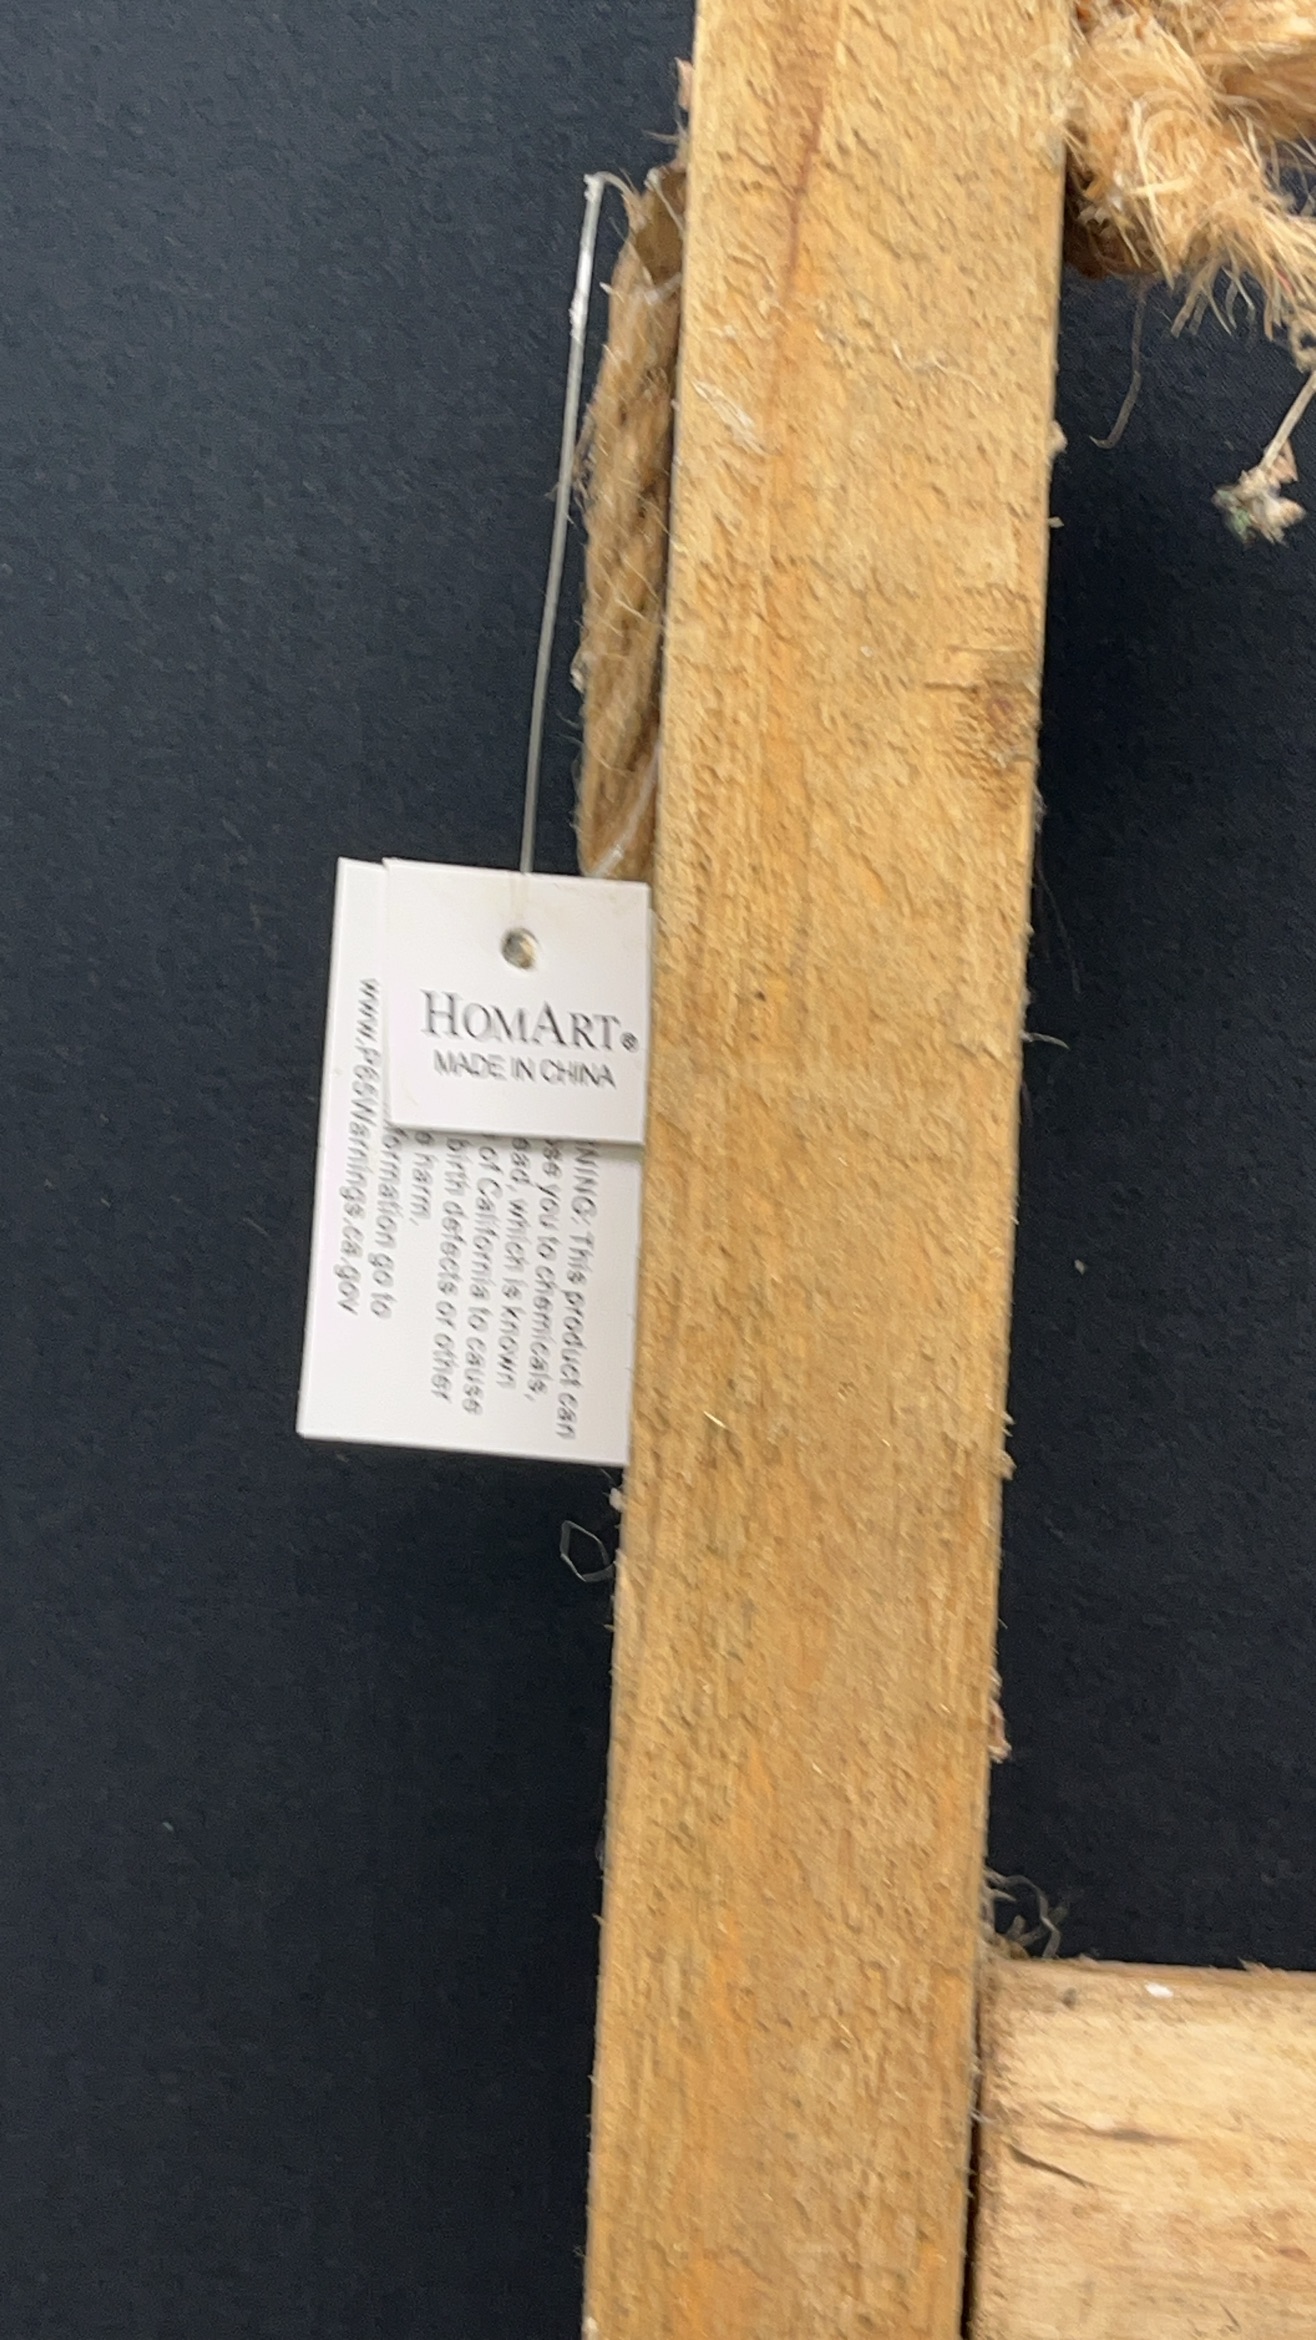 HOMART®
MADE IN CHINA
NING: This product can
se you to chemicals,
ead, which is known
of California to cause
birth defects or other
harm.
formation go to
www.P65Warnings.ca.gov